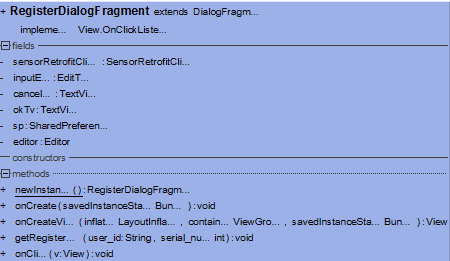 + RegisterDialogFragment extends DialogFragm...
impleme... View.OnClickListe...
fields
- sensorRetrofitCli... :SensorRetrofitCli...
- inputE... :EditT...
- cancel... :TextVi...
- okTv:TextVi...
- sp:SharedPreferen...
- editor:Editor
constructors
methods
+ newInstan... ():RegisterDialogFragm...
+ onCreate(savedInstanceSta... Bun... ):void
+ onCreateVi... (inflat... LayoutInfla... , contain... ViewGro... , savedInstanceSta... Bun... ):View
+ getRegister... (user_id:String, serial_nu... int):void
+ onCli... (v:View):void